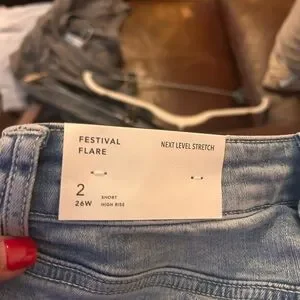 FESTIVAL
FLARE
NEXT LEVEL STRETCH
2
26W
SHORT
HIGH RISE